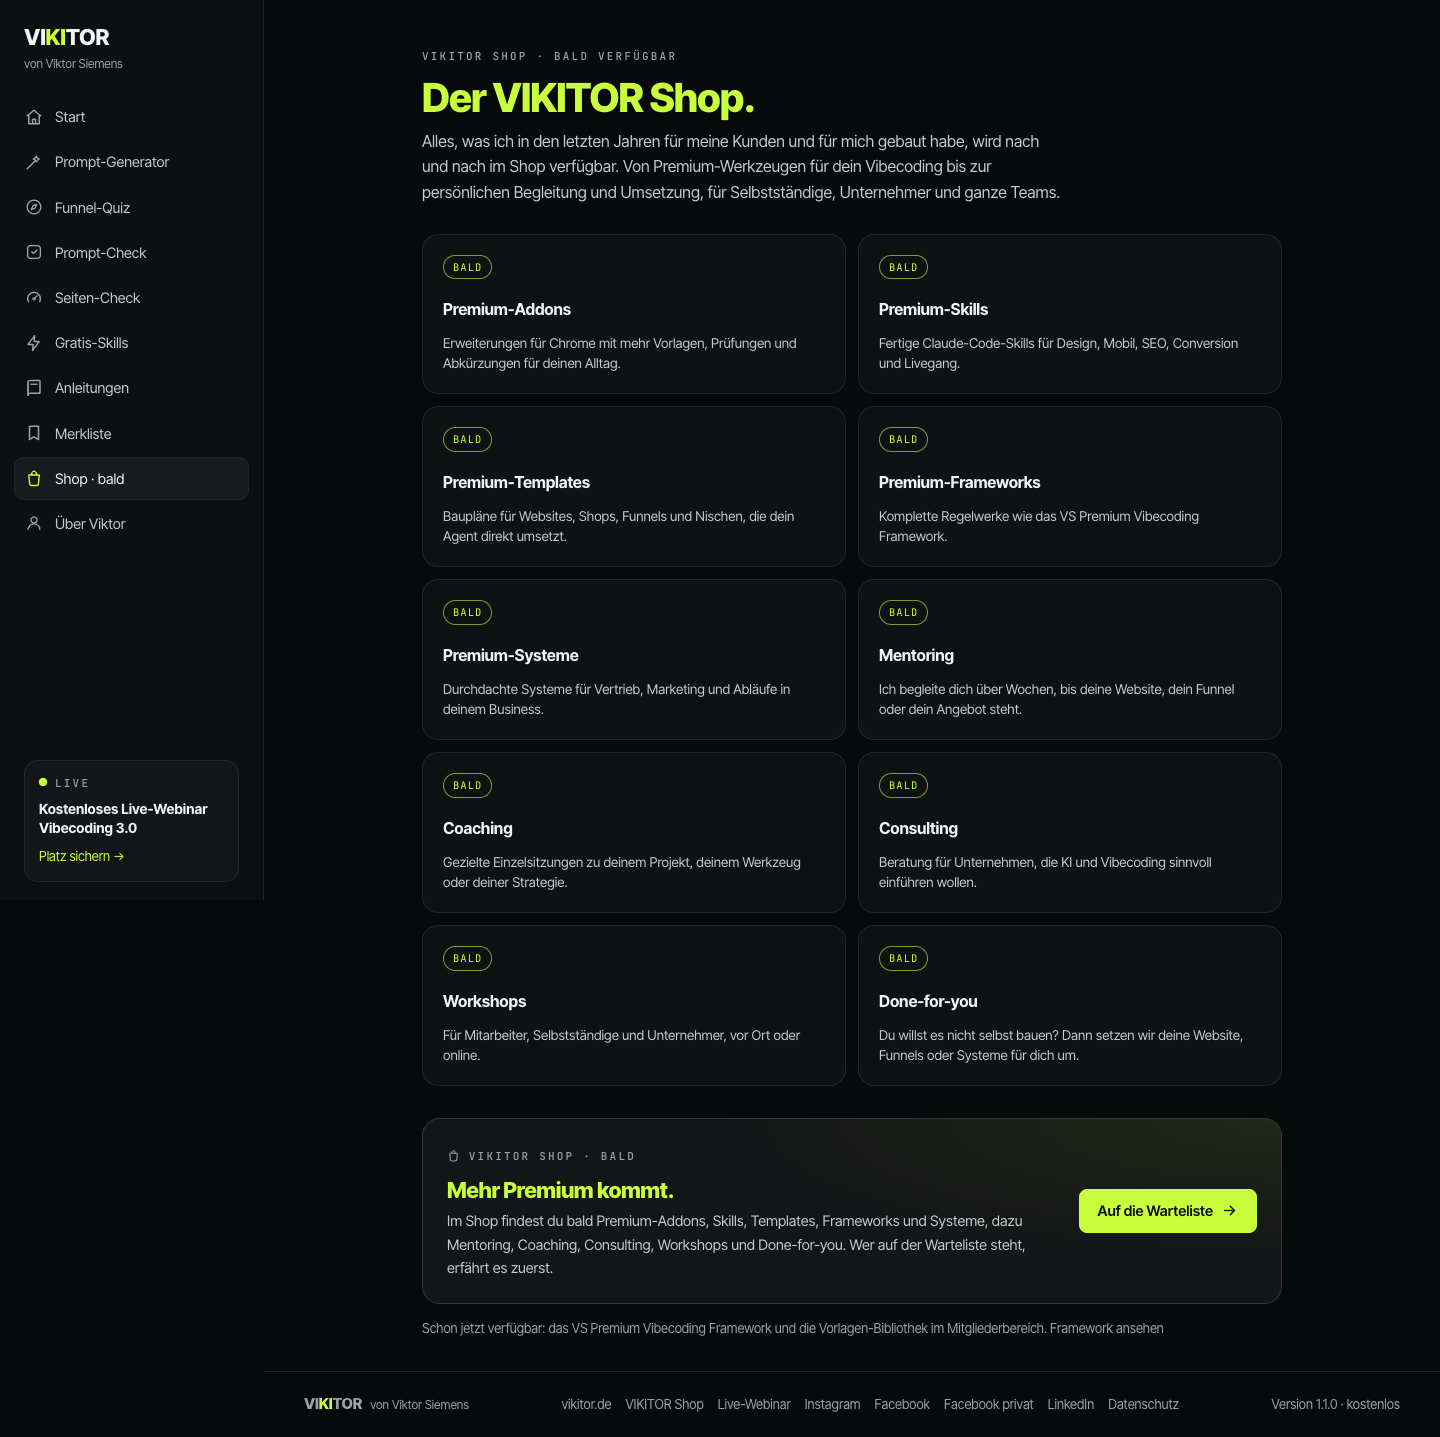 VIKITOR
von Viktor Siemens
Start
Prompt-Generator
Funnel-Quiz
Prompt-Check
Seiten-Check
Gratis-Skills
Anleitungen
Merkliste
Shop · bald
Über Viktor
LIVE
Kostenloses Live-Webinar
Vibecoding 3.0
Platz sichern →
VIKITOR SHOP · BALD VERFÜGBAR
Der VIKITOR Shop.
Alles, was ich in den letzten Jahren für meine Kunden und für mich gebaut habe, wird nach
und nach im Shop verfügbar. Von Premium-Werkzeugen für dein Vibecoding bis zur
persönlichen Begleitung und Umsetzung, für Selbstständige, Unternehmer und ganze Teams.
BALD
Premium-Addons
Erweiterungen für Chrome mit mehr Vorlagen, Prüfungen und
Abkürzungen für deinen Alltag.
BALD
Premium-Skills
Fertige Claude-Code-Skills für Design, Mobil, SEO, Conversion
und Livegang.
BALD
Premium-Templates
Baupläne für Websites, Shops, Funnels und Nischen, die dein
Agent direkt umsetzt.
BALD
Premium-Frameworks
Komplette Regelwerke wie das VS Premium Vibecoding
Framework.
BALD
Premium-Systeme
Durchdachte Systeme für Vertrieb, Marketing und Abläufe in
deinem Business.
BALD
Mentoring
Ich begleite dich über Wochen, bis deine Website, dein Funnel
oder dein Angebot steht.
BALD
Coaching
Gezielte Einzelsitzungen zu deinem Projekt, deinem Werkzeug
oder deiner Strategie.
BALD
Consulting
Beratung für Unternehmen, die KI und Vibecoding sinnvoll
einführen wollen.
BALD
Workshops
Für Mitarbeiter, Selbstständige und Unternehmer, vor Ort oder
online.
BALD
Done-for-you
Du willst es nicht selbst bauen? Dann setzen wir deine Website,
Funnels oder Systeme für dich um.
VIKITOR SHOP · BALD
Mehr Premium kommt.
Im Shop findest du bald Premium-Addons, Skills, Templates, Frameworks und Systeme, dazu
Mentoring, Coaching, Consulting, Workshops und Done-for-you. Wer auf der Warteliste steht,
erfährt es zuerst.
Auf die Warteliste →
Schon jetzt verfügbar: das VS Premium Vibecoding Framework und die Vorlagen-Bibliothek im Mitgliederbereich. Framework ansehen
VIKITOR von Viktor Siemens
vikitor.de VIKITOR Shop Live-Webinar Instagram Facebook Facebook privat LinkedIn Datenschutz
Version 1.1.0 · kostenlos